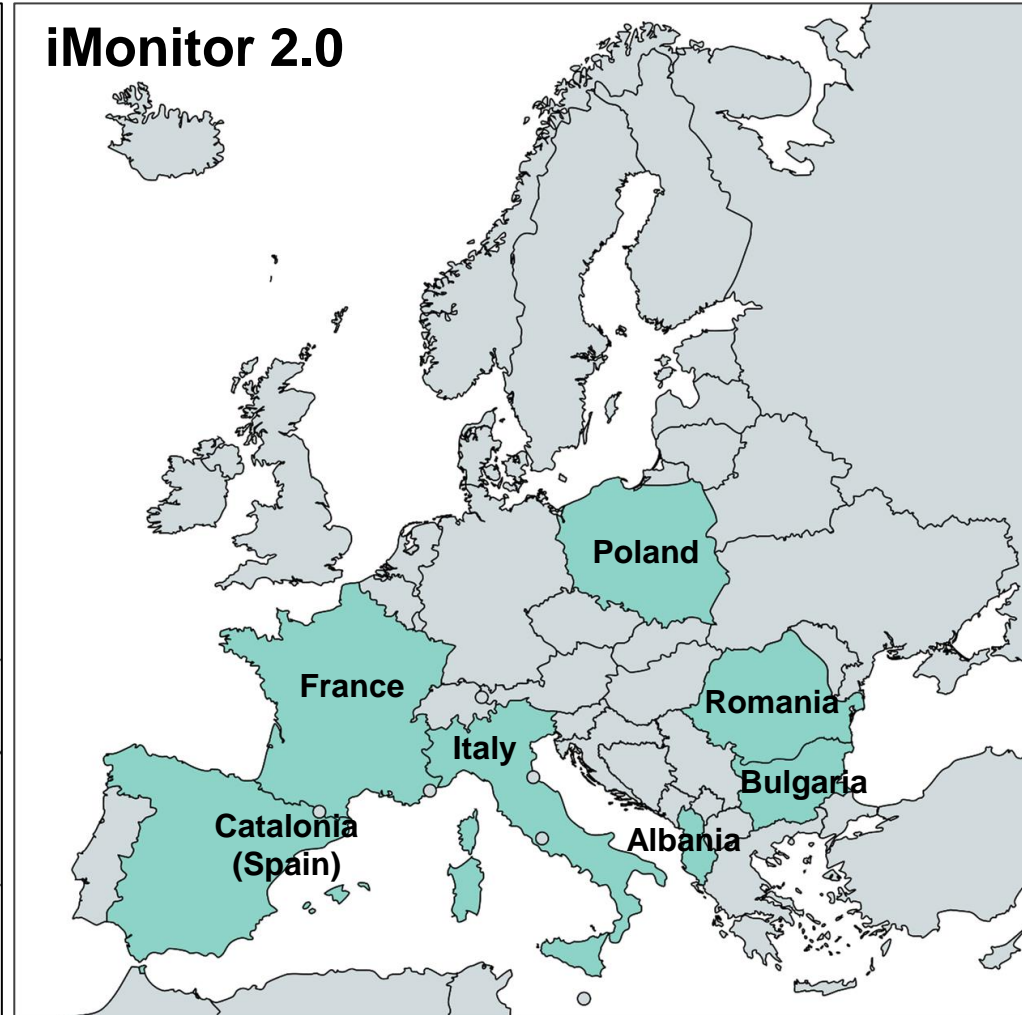 iMonitor 2.0
Poland
France
Romania
Italy
Bulgaria
Catalonia
(Spain)
Albania